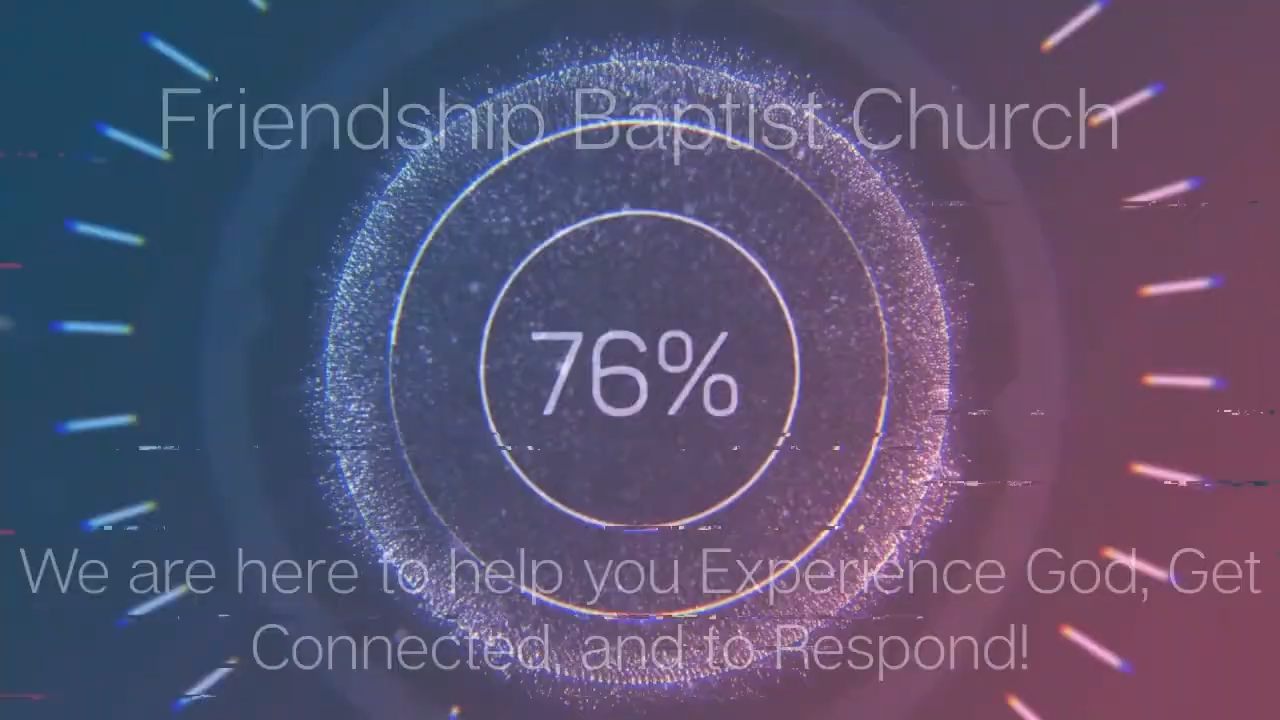 Friendship Baptist Church
76%
We are here to help you Experience God, Get
Connected, and to Respond!